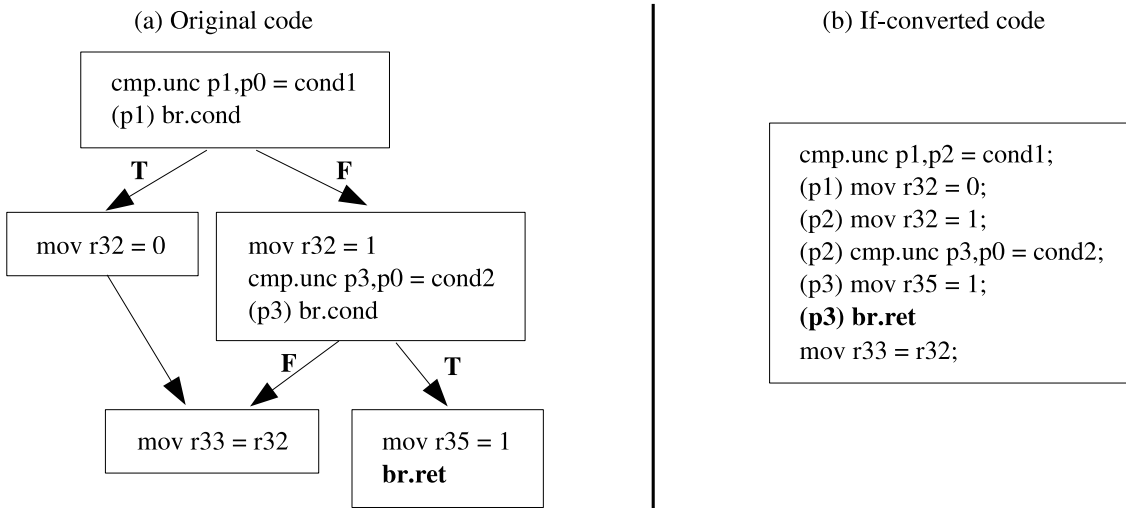 (a) Original code
cmp.unc p1,p0 = cond1
(p1) br.cond
T
F
mov r32 = 0
mov r32 = 1
cmp.unc p3,p0 = cond2
(p3) br.cond
F
T
mov r33 = r32
mov r35 = 1
br.ret
(b) If-converted code
cmp.unc p1,p2 = cond1;
(p1) mov r32 = 0;
(p2) mov r32 = 1;
(p2) cmp.unc p3,p0 = cond2;
(p3) mov r35 = 1;
(p3) br.ret
mov r33 = r32;